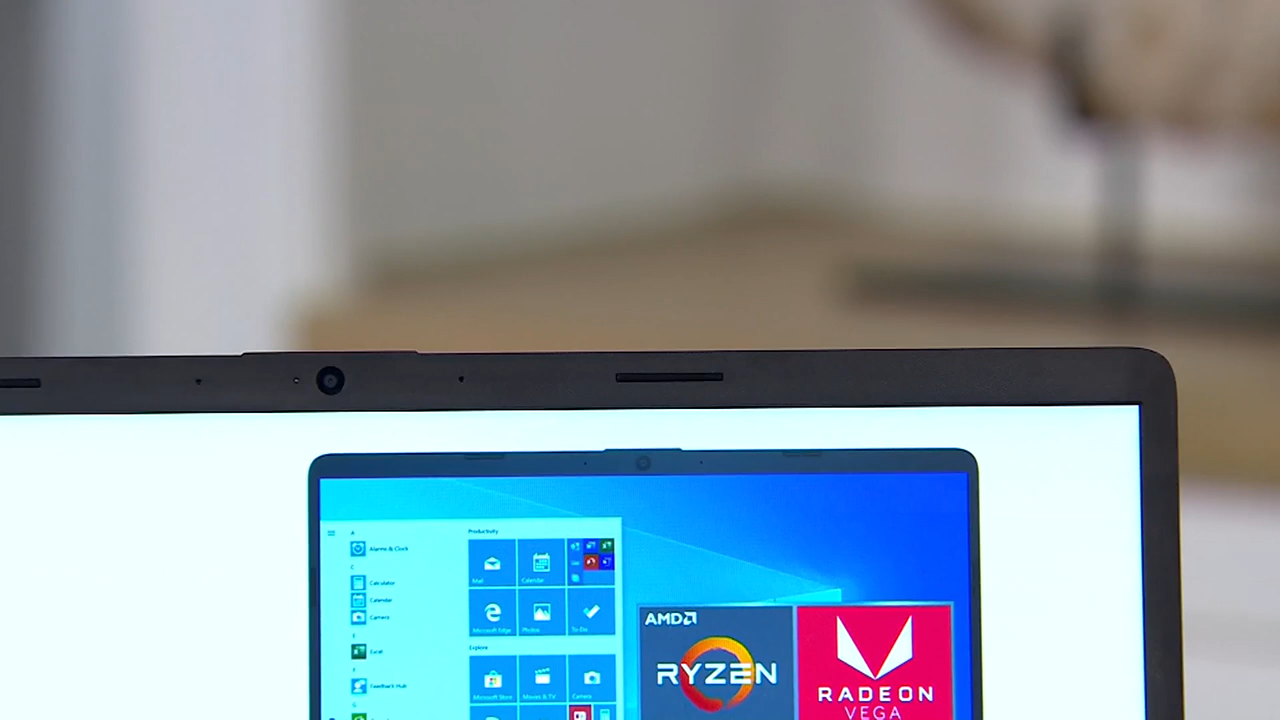 A
Productivity
Alarms & Clock
C
Calculator
Mail
Calendar
Calendar
Camera
E
Microsoft Edge
Photos
To Do
Excel
Explore
F
Feedback Hub
Microsoft Store
Movies & TV
Camera
G
AMD
RYZEN
RADEON
VEGA